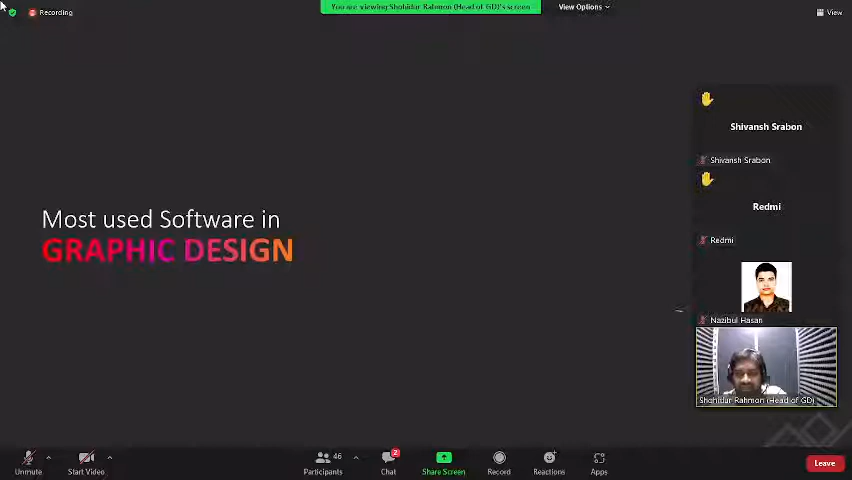 Recording
You are viewing Shohidur Rahmon (Head of GD)'s screen
View Options
View
Shivansh Srabon
Shivansh Srabon
Most used Software in
GRAPHIC DESIGN
Redmi
Redmi
Nazibul Hasan
Shohidur Rahmon (Head of GD)
Unmute
Start Video
46
Participants
2
Chat
Share Screen
Record
Reactions
Apps
Leave